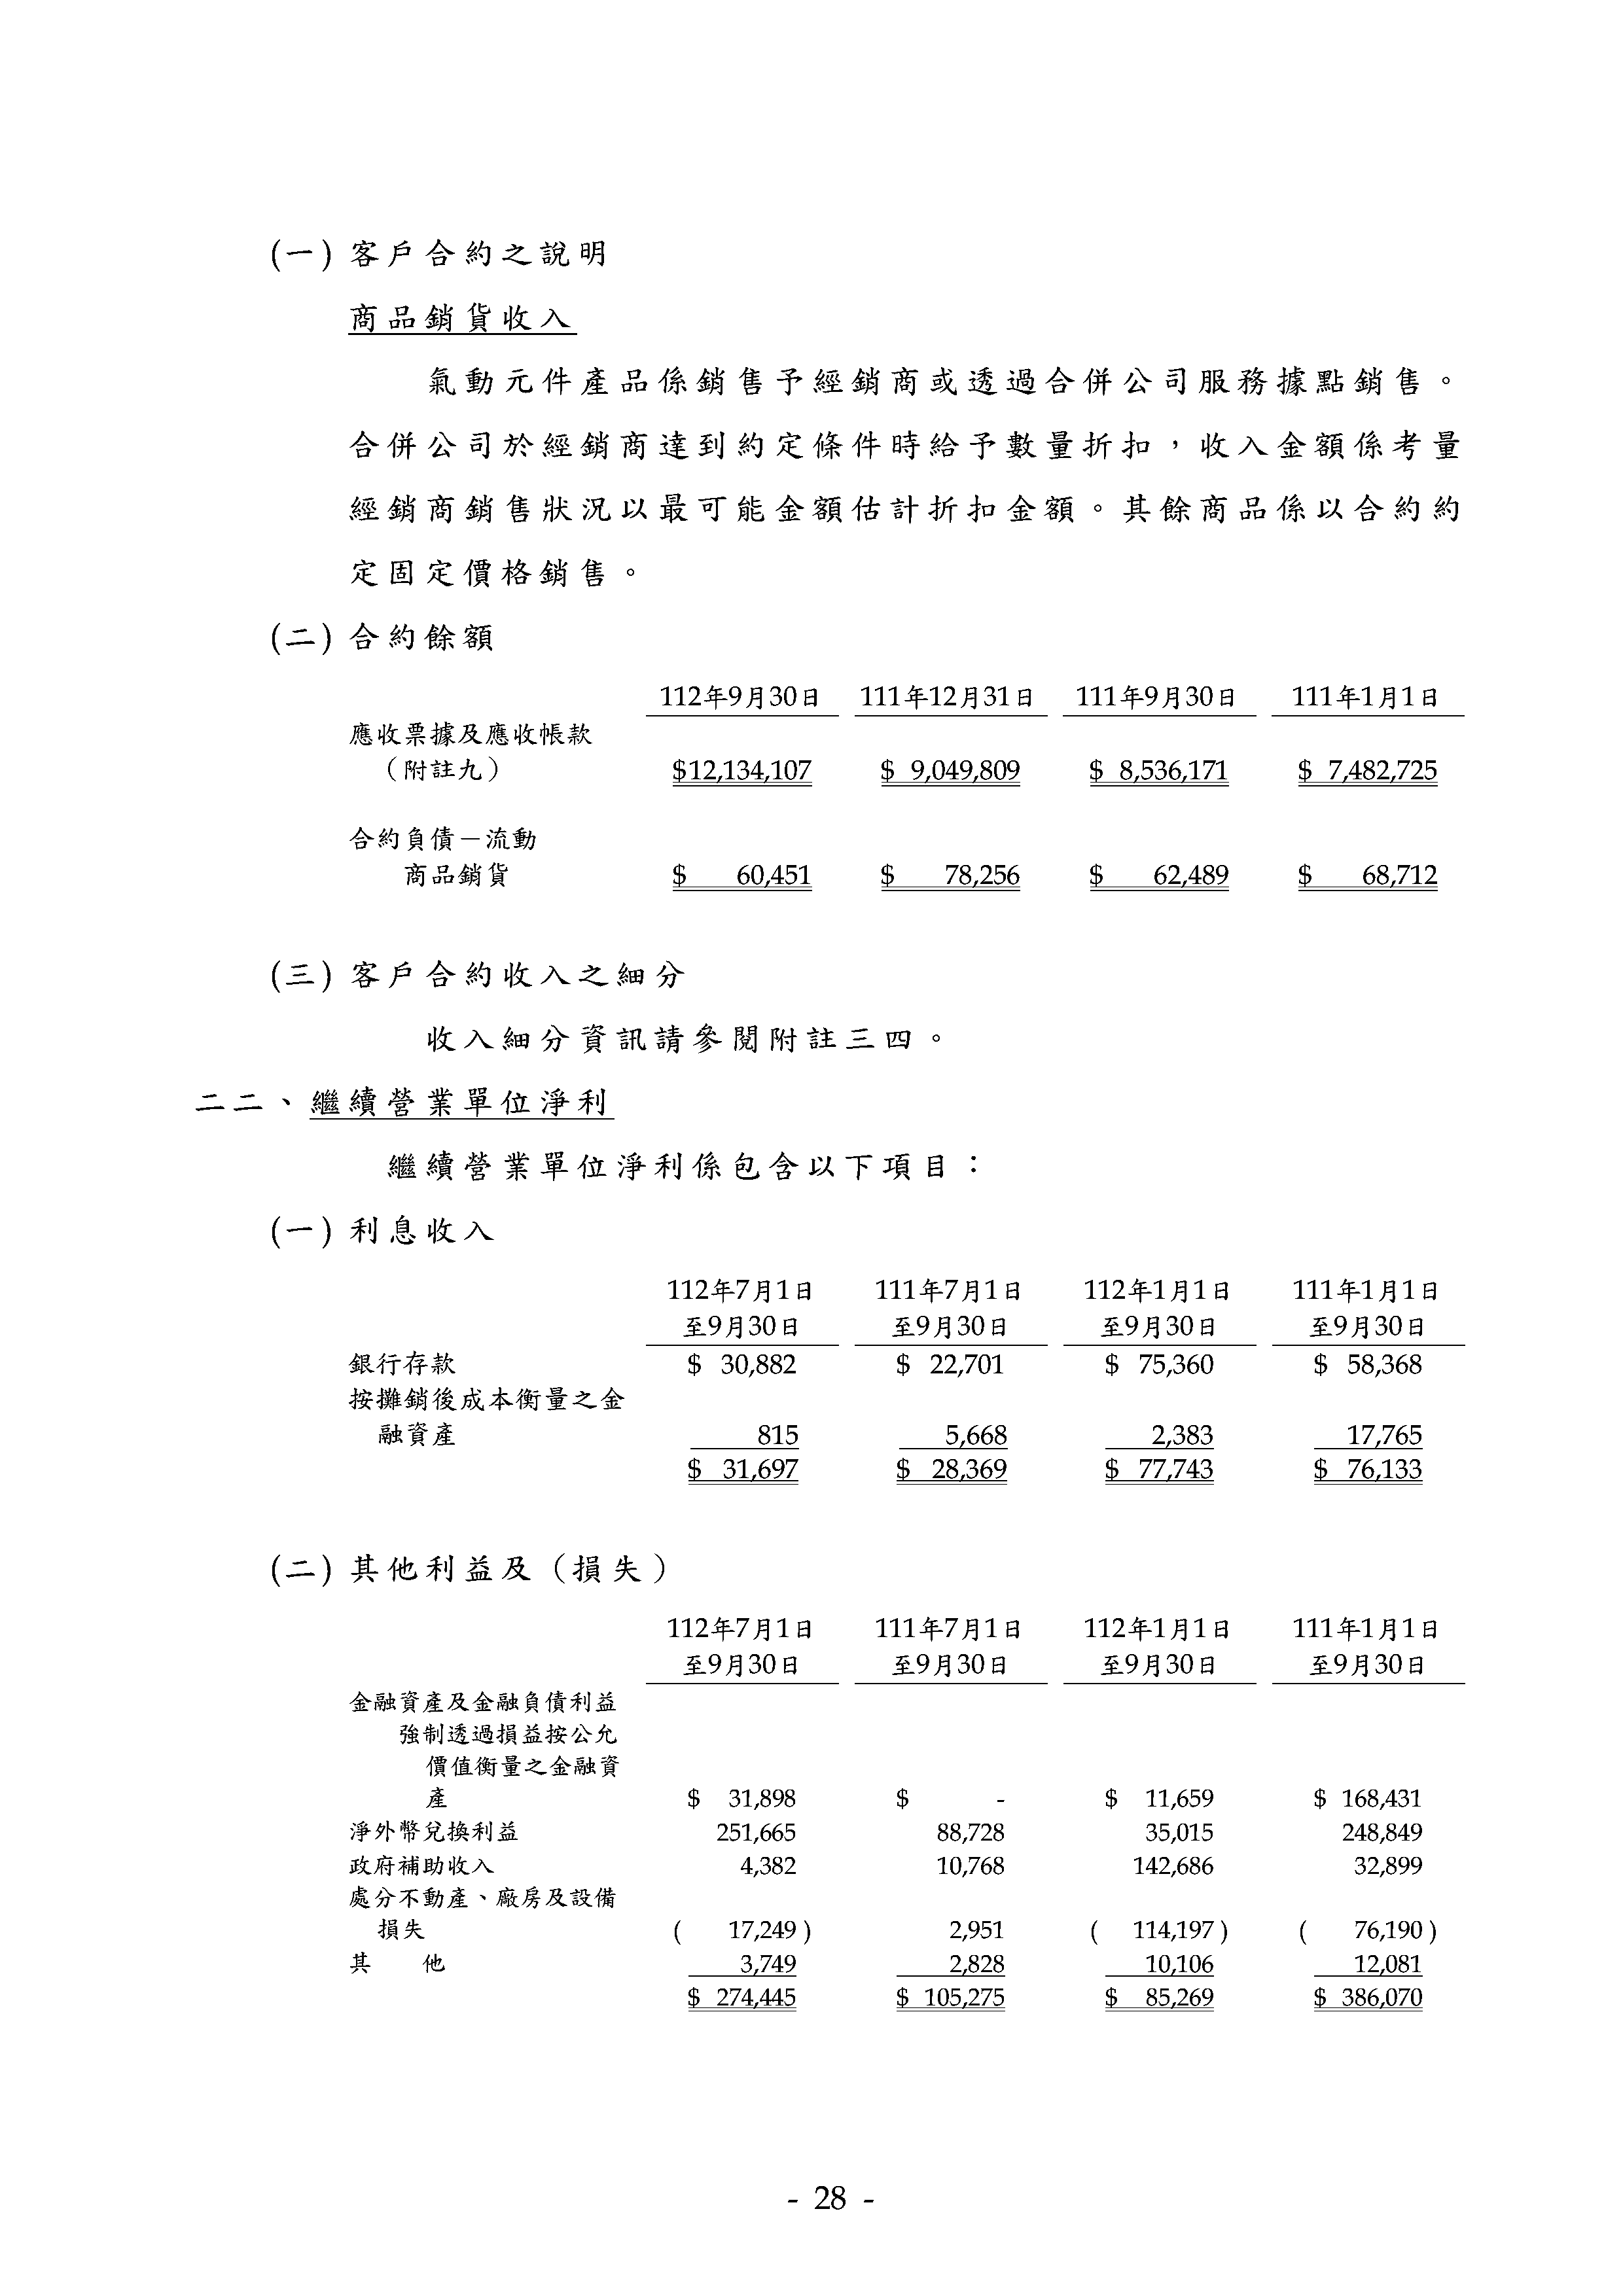 (一) 客戶合約之說明
商品銷貨收入
氣動元件產品係銷售予經銷商或透過合併公司服務據點銷售。
合併公司於經銷商達到約定條件時給予數量折扣，收入金額係考量
經銷商銷售狀況以最可能金額估計折扣金額。其餘商品係以合約約
定固定價格銷售。
(二) 合約餘額
112年9月30日 111年12月31日 111年9月30日 111年1月1日
應收票據及應收帳款
（附註九） $12,134,107 $ 9,049,809 $ 8,536,171 $ 7,482,725
合約負債－流動
商品銷貨 $ 60,451 $ 78,256 $ 62,489 $ 68,712
(三) 客戶合約收入之細分
收入細分資訊請參閱附註三四。
二二、繼續營業單位淨利
繼續營業單位淨利係包含以下項目：
(一) 利息收入
112年7月1日 111年7月1日 112年1月1日 111年1月1日
至9月30日 至9月30日 至9月30日 至9月30日
銀行存款 $ 30,882 $ 22,701 $ 75,360 $ 58,368
按攤銷後成本衡量之金
融資產 815 5,668 2,383 17,765
$ 31,697 $ 28,369 $ 77,743 $ 76,133
(二) 其他利益及（損失）
112年7月1日 111年7月1日 112年1月1日 111年1月1日
至9月30日 至9月30日 至9月30日 至9月30日
金融資產及金融負債利益
強制透過損益按公允
價值衡量之金融資
產 $ 31,898 $ - $ 11,659 $ 168,431
淨外幣兌換利益 251,665 88,728 35,015 248,849
政府補助收入 4,382 10,768 142,686 32,899
處分不動產、廠房及設備
損失 ( 17,249 ) 2,951 ( 114,197 ) ( 76,190 )
其　他 3,749 2,828 10,106 12,081
$ 274,445 $ 105,275 $ 85,269 $ 386,070
- 28 -